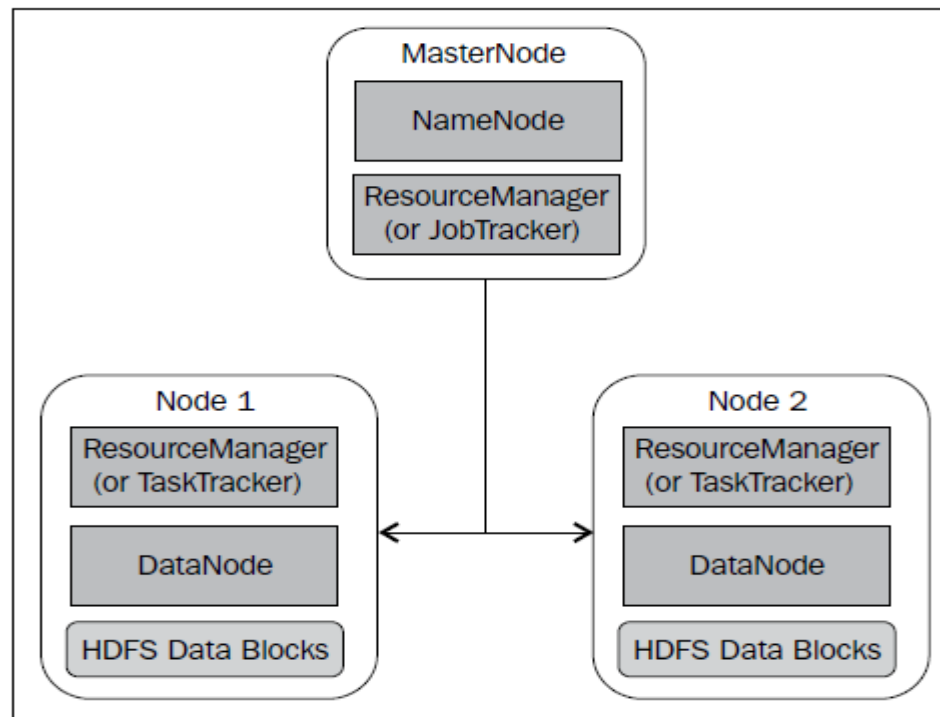 MasterNode
NameNode
ResourceManager
(or JobTracker)
Node 1
ResourceManager
(or TaskTracker)
DataNode
HDFS Data Blocks
Node 2
ResourceManager
(or TaskTracker)
DataNode
HDFS Data Blocks